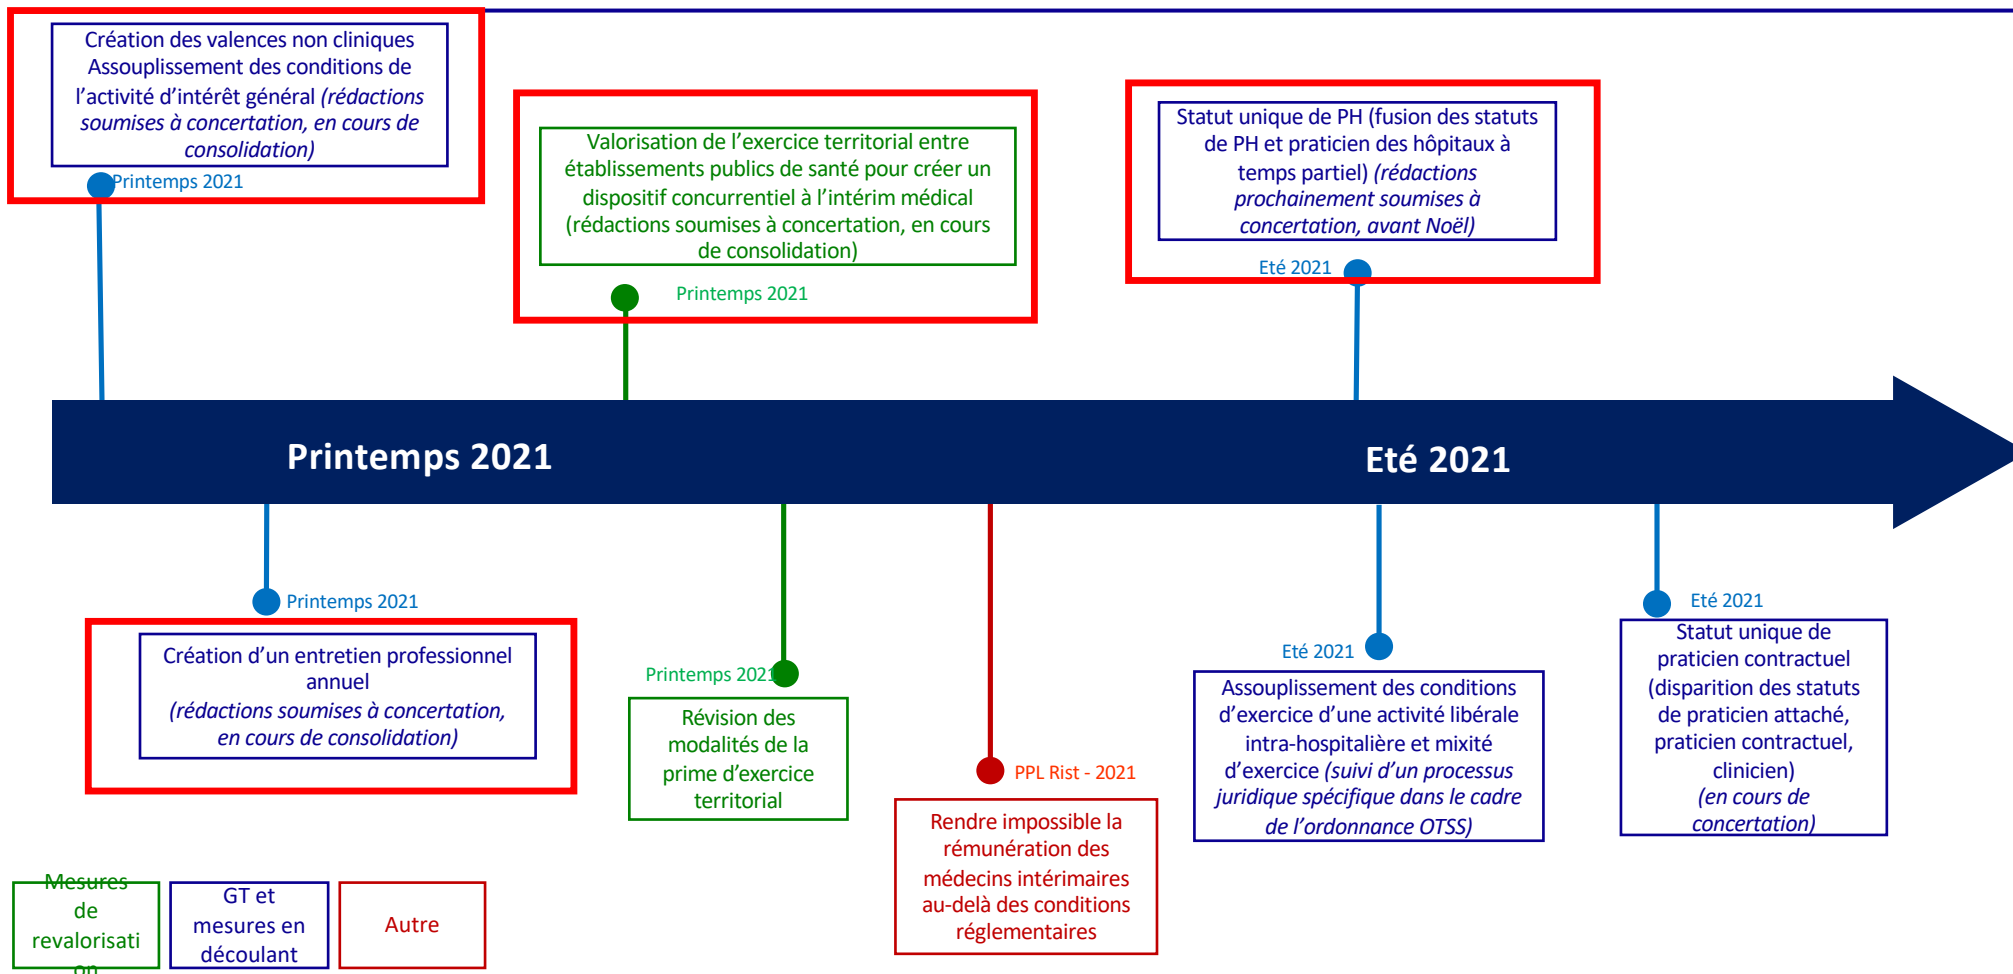 Création des valences non cliniques
Assouplissement des conditions de
l’activité d’intérêt général (rédactions
soumises à concertation, en cours de
consolidation)
Printemps 2021
Valorisation de l’exercice territorial entre
établissements publics de santé pour créer un
dispositif concurrentiel à l’intérim médical
(rédactions soumises à concertation, en cours
de consolidation)
Printemps 2021
Statut unique de PH (fusion des statuts
de PH et praticien des hôpitaux à
temps partiel) (rédactions
prochainement soumises à
concertation, avant Noël)
Eté 2021
Printemps 2021
Eté 2021
Printemps 2021
Création d’un entretien professionnel
annuel
(rédactions soumises à concertation,
en cours de consolidation)
Printemps 2021
Révision des
modalités de la
prime d’exercice
territorial
PPL Rist - 2021
Rendre impossible la
rémunération des
médecins intérimaires
au-delà des conditions
réglementaires
Eté 2021
Assouplissement des conditions
d’exercice d’une activité libérale
intra-hospitalière et mixité
d’exercice (suivi d’un processus
juridique spécifique dans le cadre
de l’ordonnance OTSS)
Eté 2021
Statut unique de
praticien contractuel
(disparition des statuts
de praticien attaché,
praticien contractuel,
clinicien)
(en cours de
concertation)
Mesures
de
revalorisati
on
GT et
mesures en
découlant
Autre